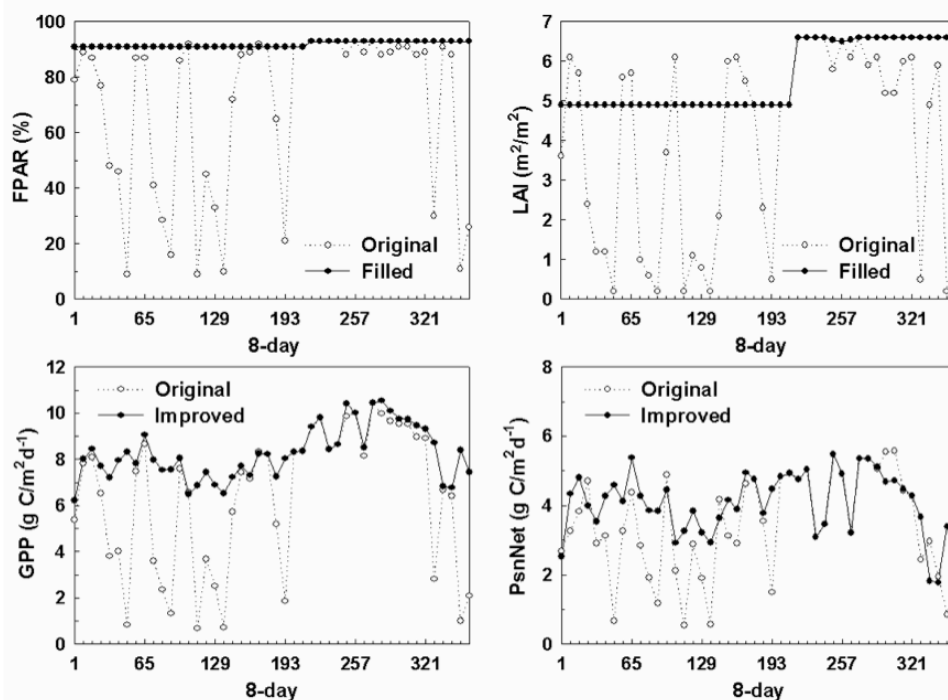 FPAR (%)
100
80
60
40
20
0
Original
Filled
1 65 129 193 257 321
8-day
LAI (m²/m²)
7
6
5
4
3
2
1
0
Original
Filled
1 65 129 193 257 321
8-day
GPP (g C/m²d⁻¹)
12
10
8
6
4
2
0
Original
Improved
1 65 129 193 257 321
8-day
PsnNet (g C/m²d⁻¹)
8
6
4
2
0
Original
Improved
1 65 129 193 257 321
8-day